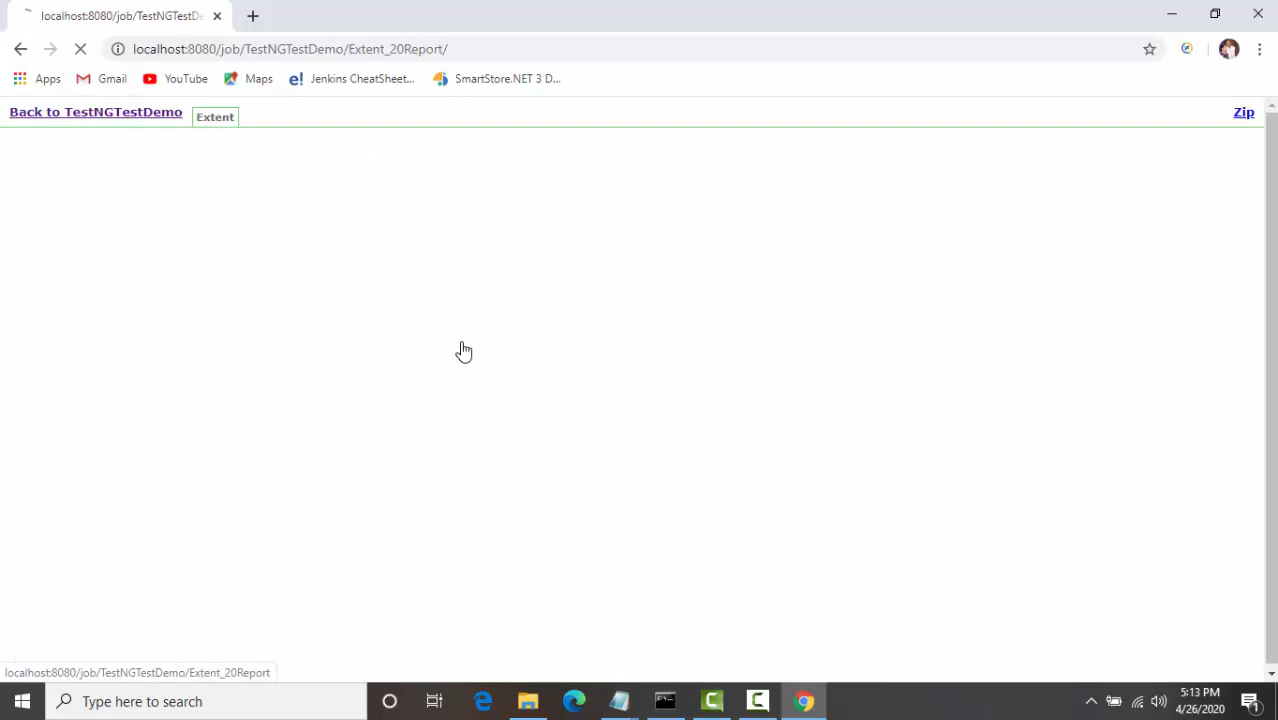 localhost:8080/job/TestNGTestDe
localhost:8080/job/TestNGTestDemo/Extent_20Report/
Apps Gmail YouTube Maps e! Jenkins CheatSheet... SmartStore.NET 3 D...
Back to TestNGTestDemo Extent Zip
localhost:8080/job/TestNGTestDemo/Extent_20Report
Type here to search
5:13 PM
4/26/2020
1